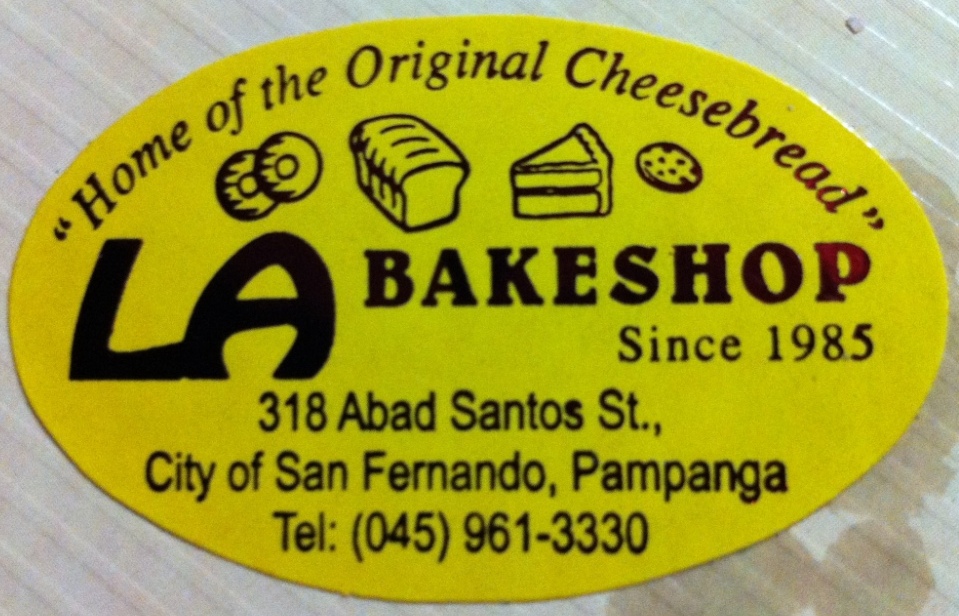 “Home of the Original Cheesebread”
LA BAKESHOP
Since 1985
318 Abad Santos St.,
City of San Fernando, Pampanga
Tel: (045) 961-3330